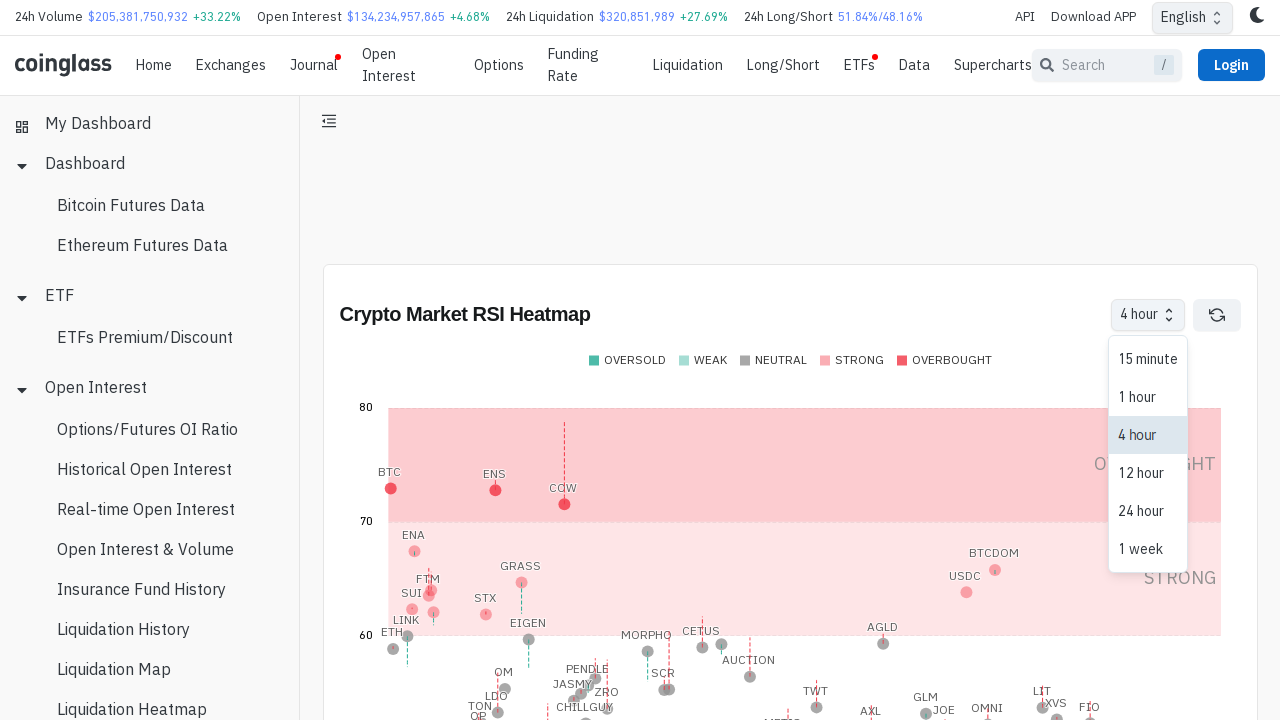 24h Volume $205,381,750,932 +33.22% Open Interest $134,234,957,865 +4.68% 24h Liquidation $320,851,989 +27.69% 24h Long/Short 51.84%/48.16% API Download APP English
coinglass Home Exchanges Journal Open Interest Options Funding Rate Liquidation Long/Short ETFs Data Supercharts Search / Login
My Dashboard
Dashboard
Bitcoin Futures Data
Ethereum Futures Data
ETF
ETFs Premium/Discount
Open Interest
Options/Futures OI Ratio
Historical Open Interest
Real-time Open Interest
Open Interest & Volume
Insurance Fund History
Liquidation History
Liquidation Map
Liquidation Heatmap
Crypto Market RSI Heatmap 4 hour
OVERSOLD WEAK NEUTRAL STRONG OVERBOUGHT
15 minute
1 hour
4 hour
12 hour
24 hour
1 week
80
BTC ENS COW
70
ENA
FTM GRASS BTCDOM
SUI STX USDC
STRONG
LINK EIGEN
60
ETH MORPHO CETUS AGLD
AUCTION
OM PENDLE SCR
LDO JASMY ZRO TWT LIT
TON CHILLGUY GLM XVS
OP AXL JOE OMNI FIO